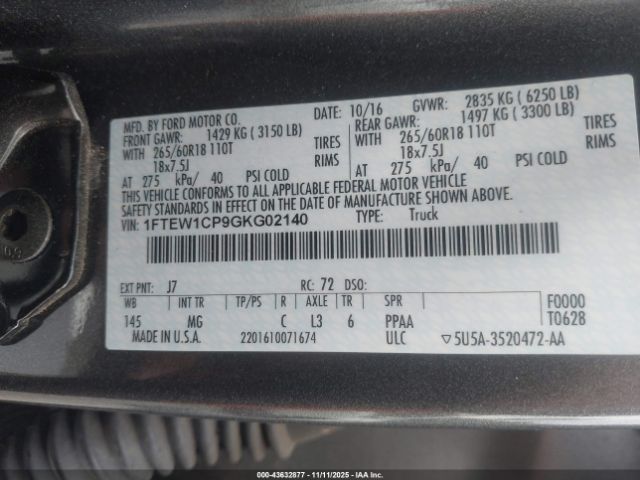 MFD. BY FORD MOTOR CO. DATE: 10/16 GVWR: 2835 KG ( 6250 LB)
FRONT GAWR: 1429 KG ( 3150 LB) REAR GAWR: 1497 KG ( 3300 LB)
WITH 265/60R18 110T TIRES WITH 265/60R18 110T TIRES
18x7.5J RIMS 18x7.5J RIMS
AT 275 kPa/ 40 PSI COLD AT 275 kPa/ 40 PSI COLD
THIS VEHICLE CONFORMS TO ALL APPLICABLE FEDERAL MOTOR VEHICLE
SAFETY STANDARDS IN EFFECT ON THE DATE OF MANUFACTURE SHOWN ABOVE.
VIN: 1FTEW1CP9GKG02140 TYPE: Truck
EXT PNT: J7 RC: 72 DSO:
WB INT TR TP/PS R AXLE TR SPR F0000
145 MG C L3 6 PPAA T0628
MADE IN U.S.A. 2201610071674 ULC ▽5U5A-3520472-AA
000-43632877 - 11/11/2025 - IAAI.com